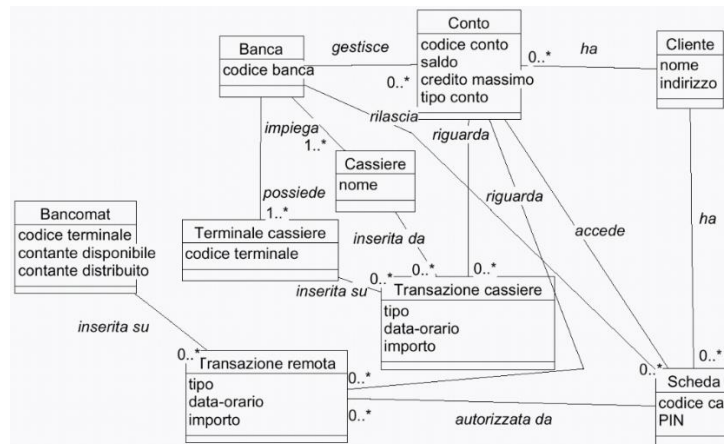 Conto
codice conto
saldo
credito massimo
tipo conto
Banca
codice banca
gestisce
0..*
0..*
ha
Cliente
nome
indirizzo
impiega
1..*
rilascia
riguarda
Cassiere
nome
possiede
1..*
riguarda
accede
ha
Bancomat
codice terminale
contante disponibile
contante distribuito
Terminale cassiere
codice terminale
inserita da
inserita su
0..*
0..*
0..*
Transazione cassiere
tipo
data-orario
importo
inserita su
0..*
Transazione remota
tipo
data-orario
importo
0..*
0..*
autorizzata da
0..*
0..*
Scheda
codice ca
PIN